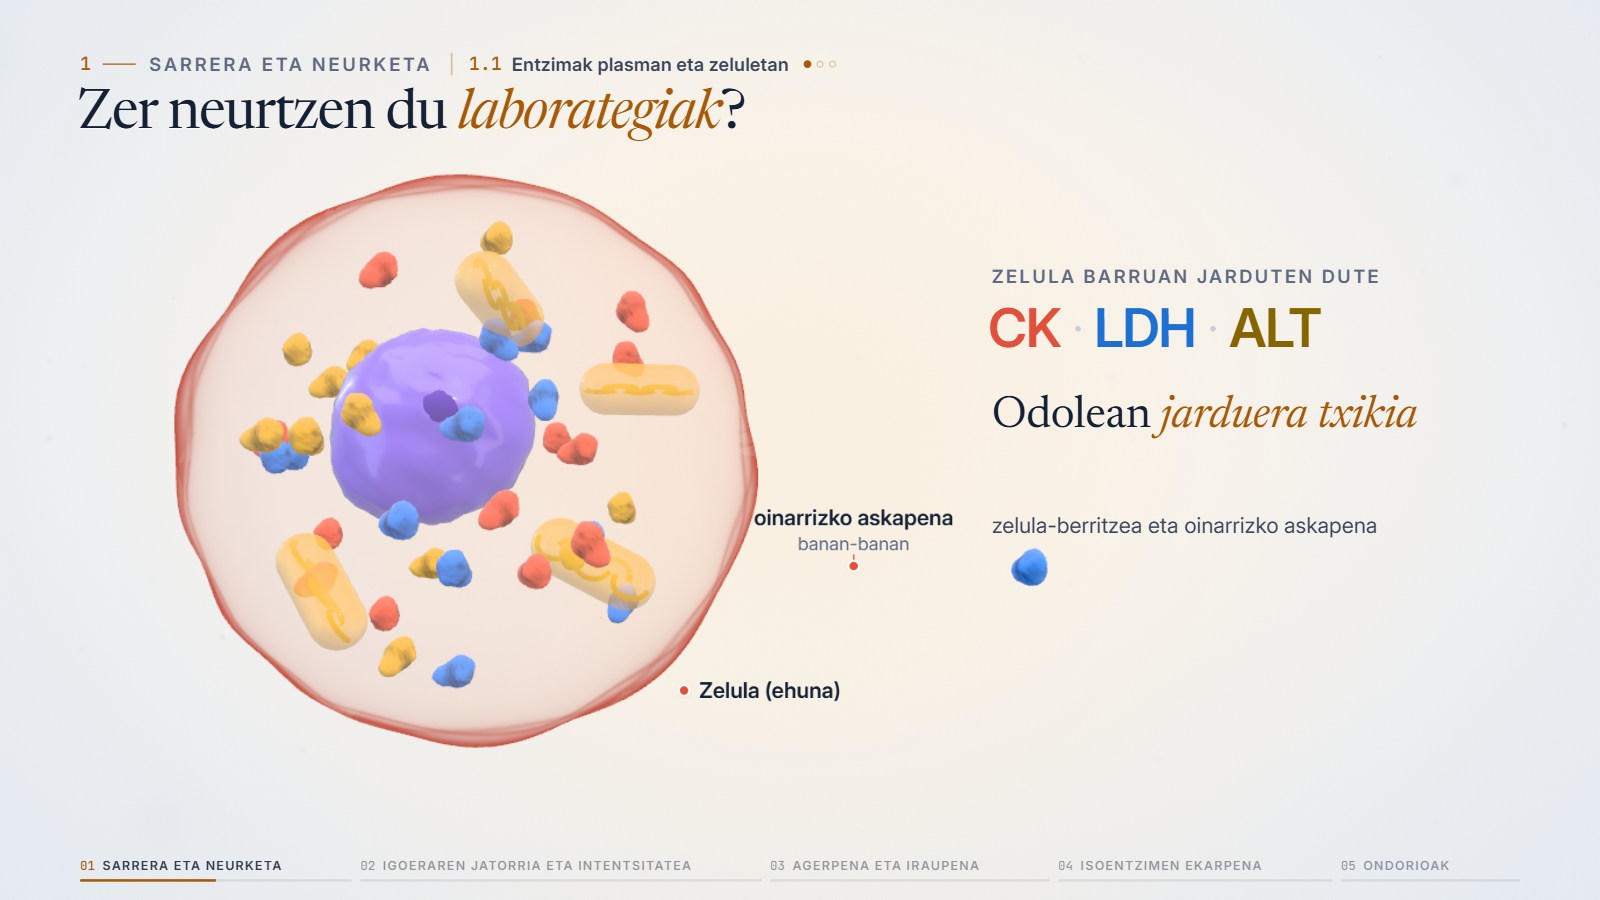 1 — SARRERA ETA NEURKETA | 1.1 Entzimak plasman eta zeluletan
Zer neurtzen du laborategiak?
ZELULA BARRUAN JARDUTEN DUTE
CK · LDH · ALT
Odolean jarduera txikia
oinarrizko askapena
banan-banan
zelula-berritzea eta oinarrizko askapena
Zelula (ehuna)
01 SARRERA ETA NEURKETA
02 IGOERAREN JATORRIA ETA INTENTSITATEA
03 AGERPENA ETA IRAUPENA
04 ISOENTZIMEN EKARPENA
05 ONDORIOAK